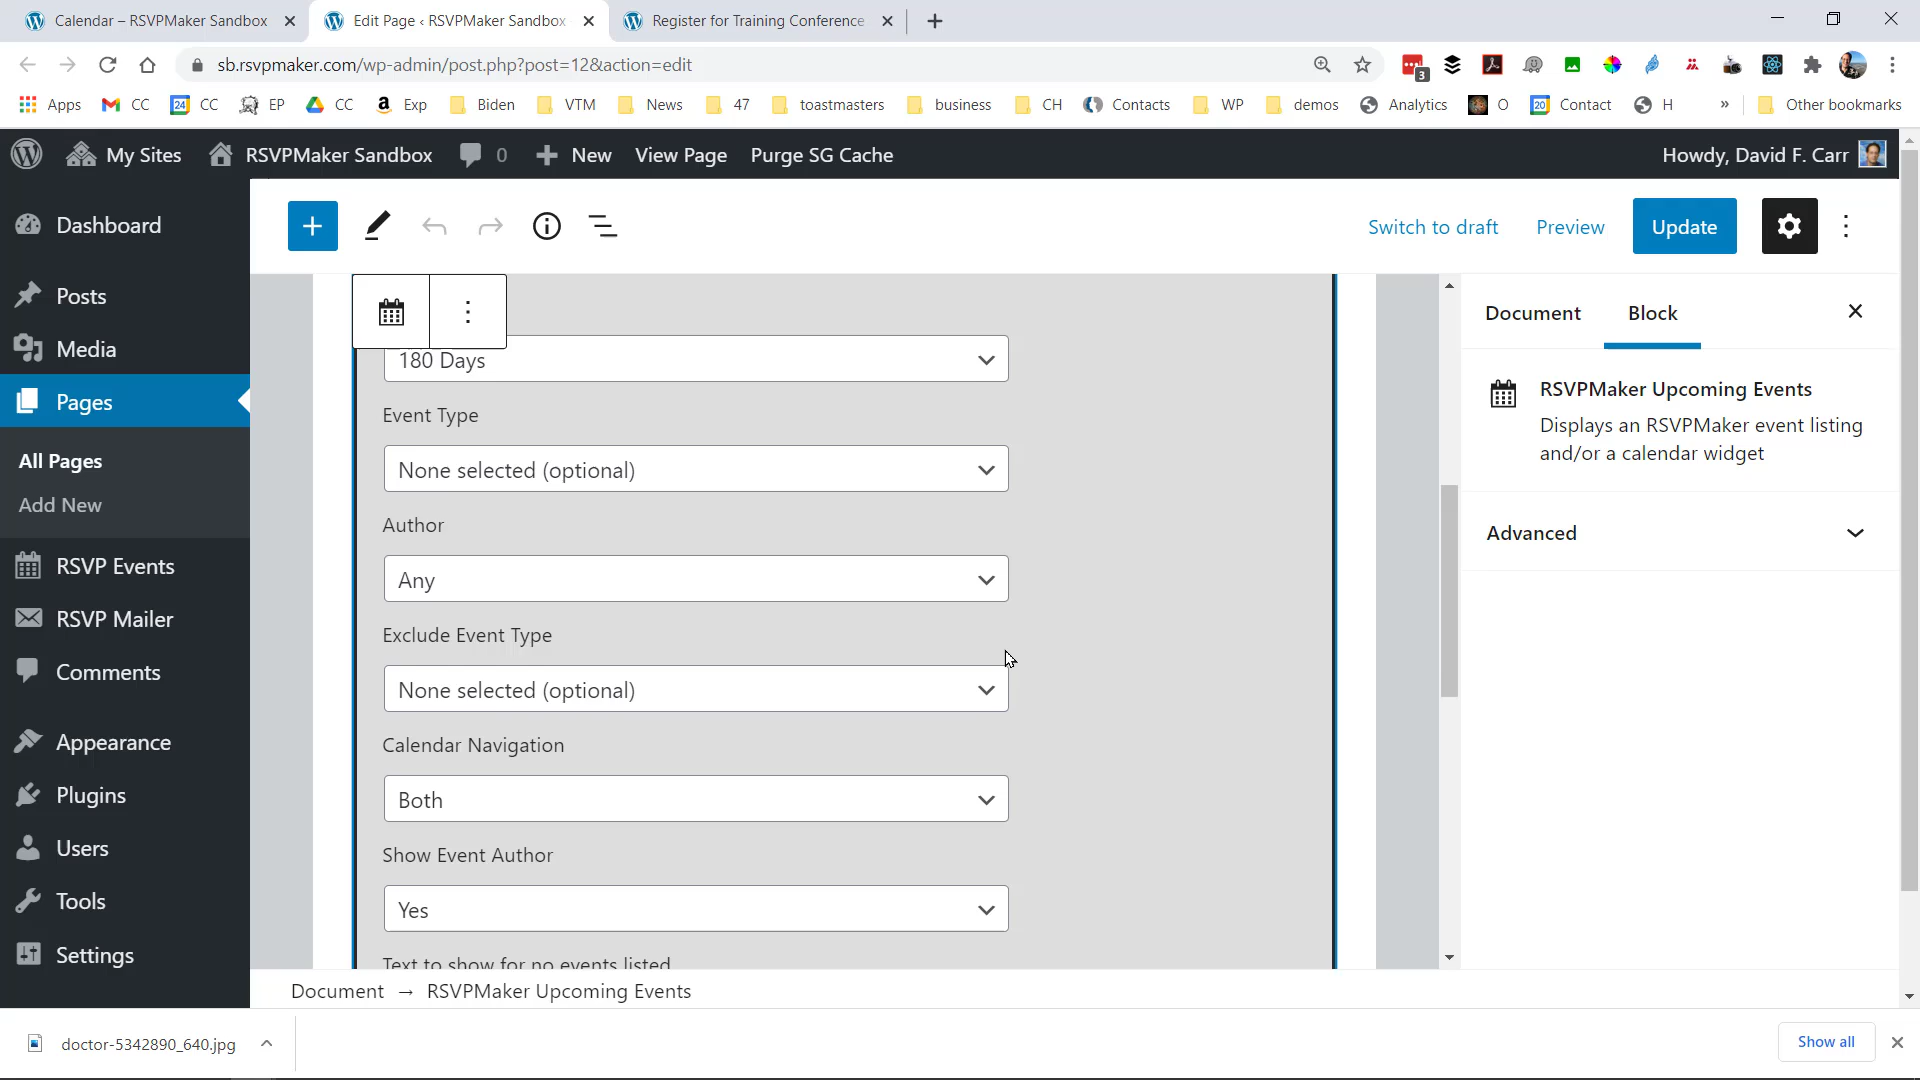 Calendar – RSVPMaker Sandbox
Edit Page ‹ RSVPMaker Sandbox
Register for Training Conference
sb.rsvpmaker.com/wp-admin/post.php?post=12&action=edit
3
Apps
CC
24
CC
EP
CC
Exp
Biden
VTM
News
47
toastmasters
business
CH
Contacts
WP
demos
Analytics
O
20
Contact
H
»
Other bookmarks
My Sites
RSVPMaker Sandbox
0
New
View Page
Purge SG Cache
Howdy, David F. Carr
Dashboard
Posts
Media
Pages
All Pages
Add New
RSVP Events
RSVP Mailer
Comments
Appearance
Plugins
Users
Tools
Settings
Switch to draft
Preview
Update
180 Days
Event Type
None selected (optional)
Author
Any
Exclude Event Type
None selected (optional)
Calendar Navigation
Both
Show Event Author
Yes
Text to show for no events listed
Document
Block
RSVPMaker Upcoming Events
Displays an RSVPMaker event listing
and/or a calendar widget
Advanced
Document → RSVPMaker Upcoming Events
doctor-5342890_640.jpg
Show all